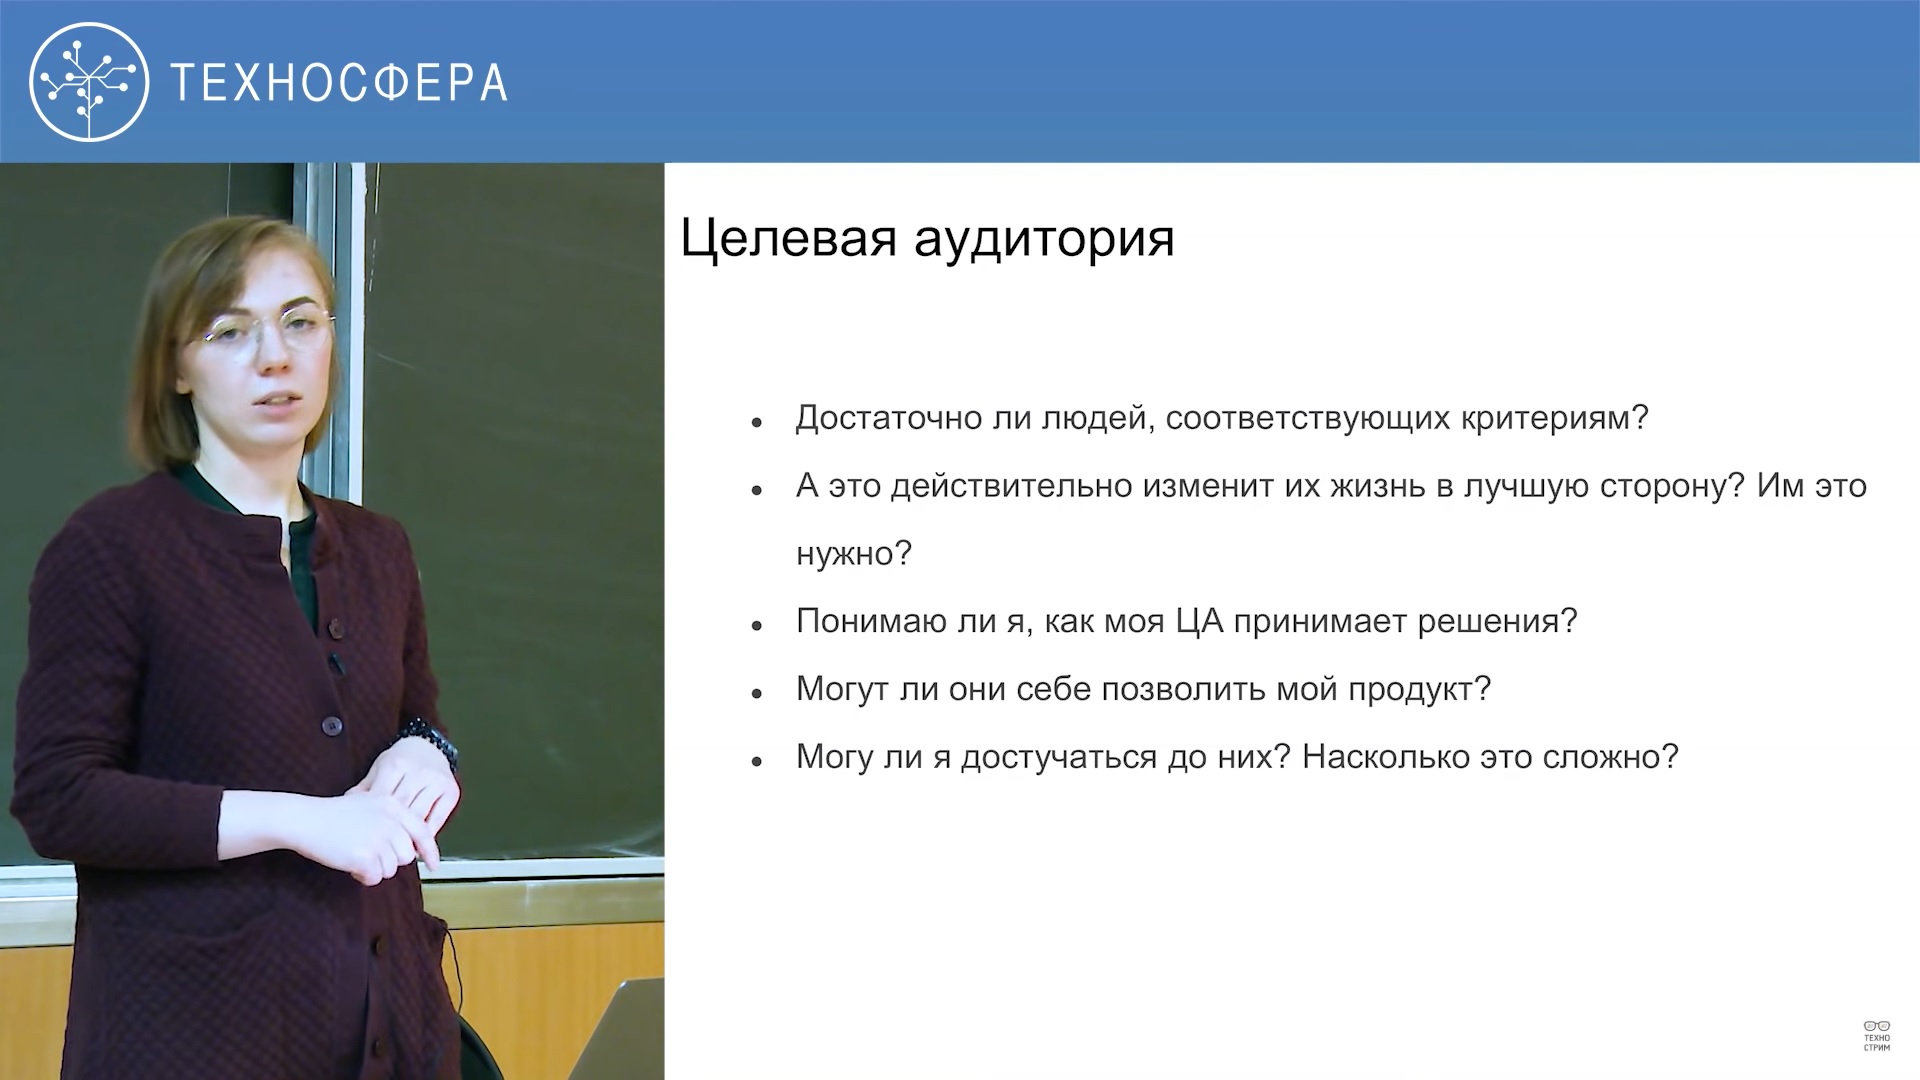 ТЕХНОСФЕРА
Целевая аудитория
Достаточно ли людей, соответствующих критериям?
А это действительно изменит их жизнь в лучшую сторону? Им это
нужно?
Понимаю ли я, как моя ЦА принимает решения?
Могут ли они себе позволить мой продукт?
Могу ли я достучаться до них? Насколько это сложно?
ТЕХНО
СТРИМ